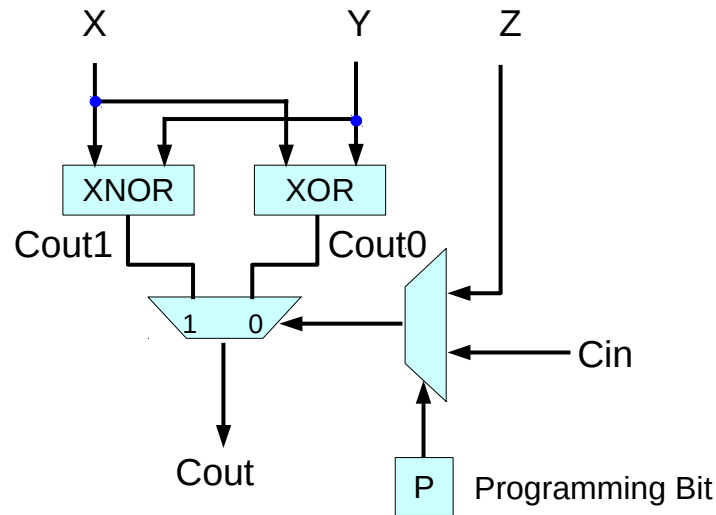 X Y Z
XNOR XOR
Cout1 Cout0
1 0
Cin
Cout
P Programming Bit